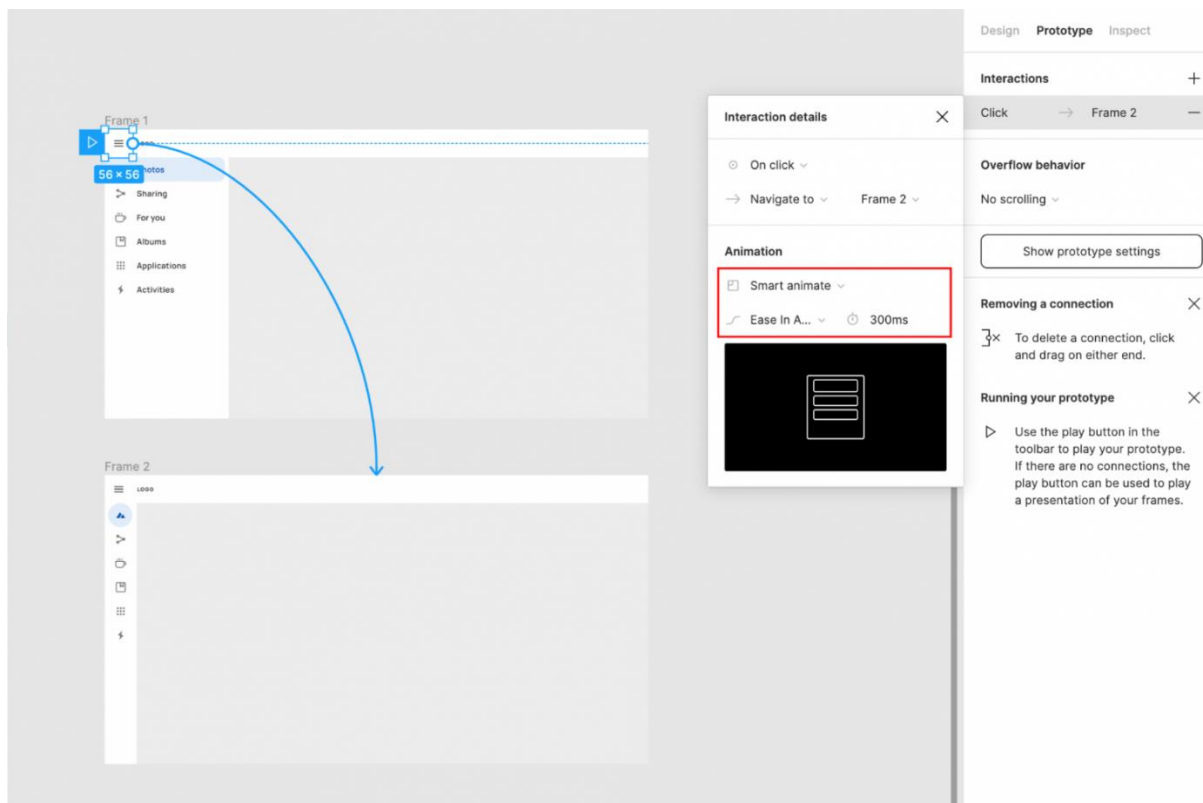 Design Prototype Inspect
Interactions
Click → Frame 2
Overflow behavior
No scrolling
Show prototype settings
Removing a connection
To delete a connection, click
and drag on either end.
Running your prototype
Use the play button in the
toolbar to play your prototype.
If there are no connections, the
play button can be used to play
a presentation of your frames.
Interaction details
On click
Navigate to Frame 2
Animation
Smart animate
Ease In A... 300ms
Frame 1
56 × 56
Sharing
For you
Albums
Applications
Activities
Frame 2
LOGO